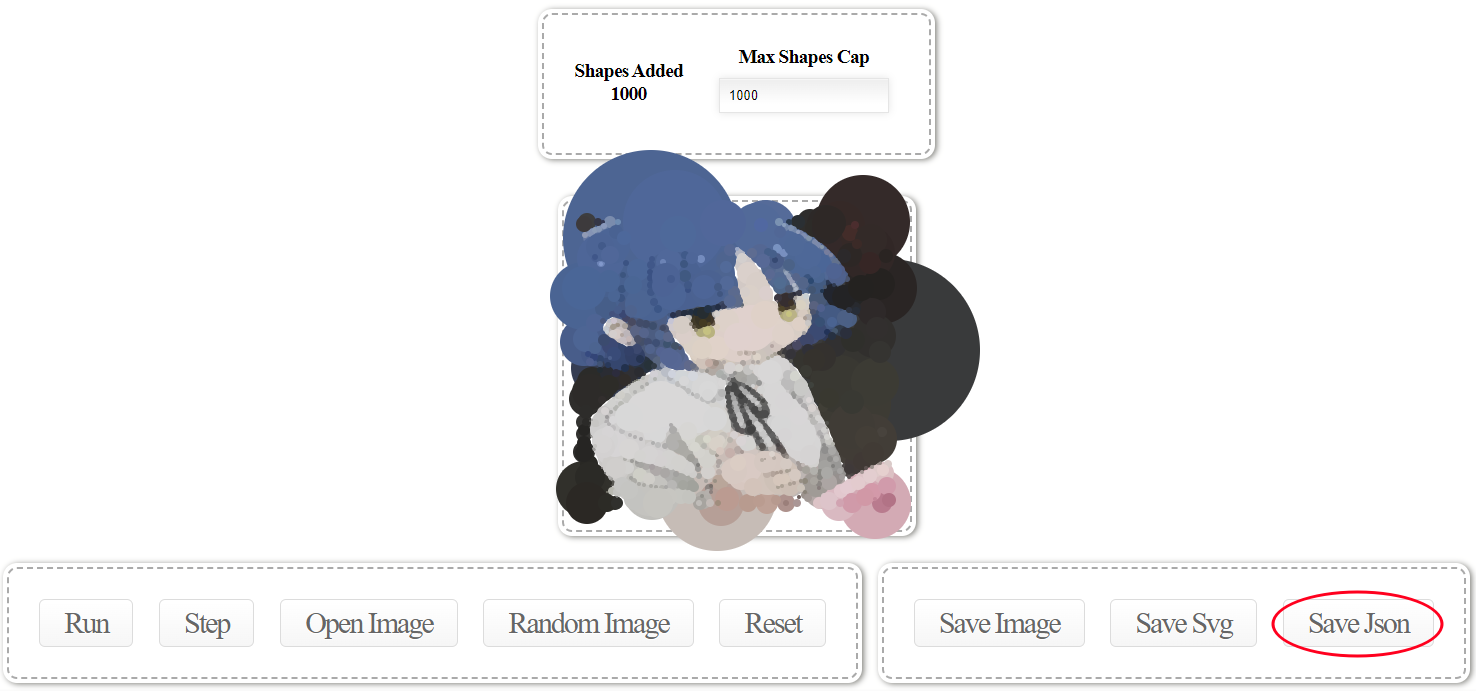 Max Shapes Cap
Shapes Added
1000
1000
Run
Step
Open Image
Random Image
Reset
Save Image
Save Svg
Save Json